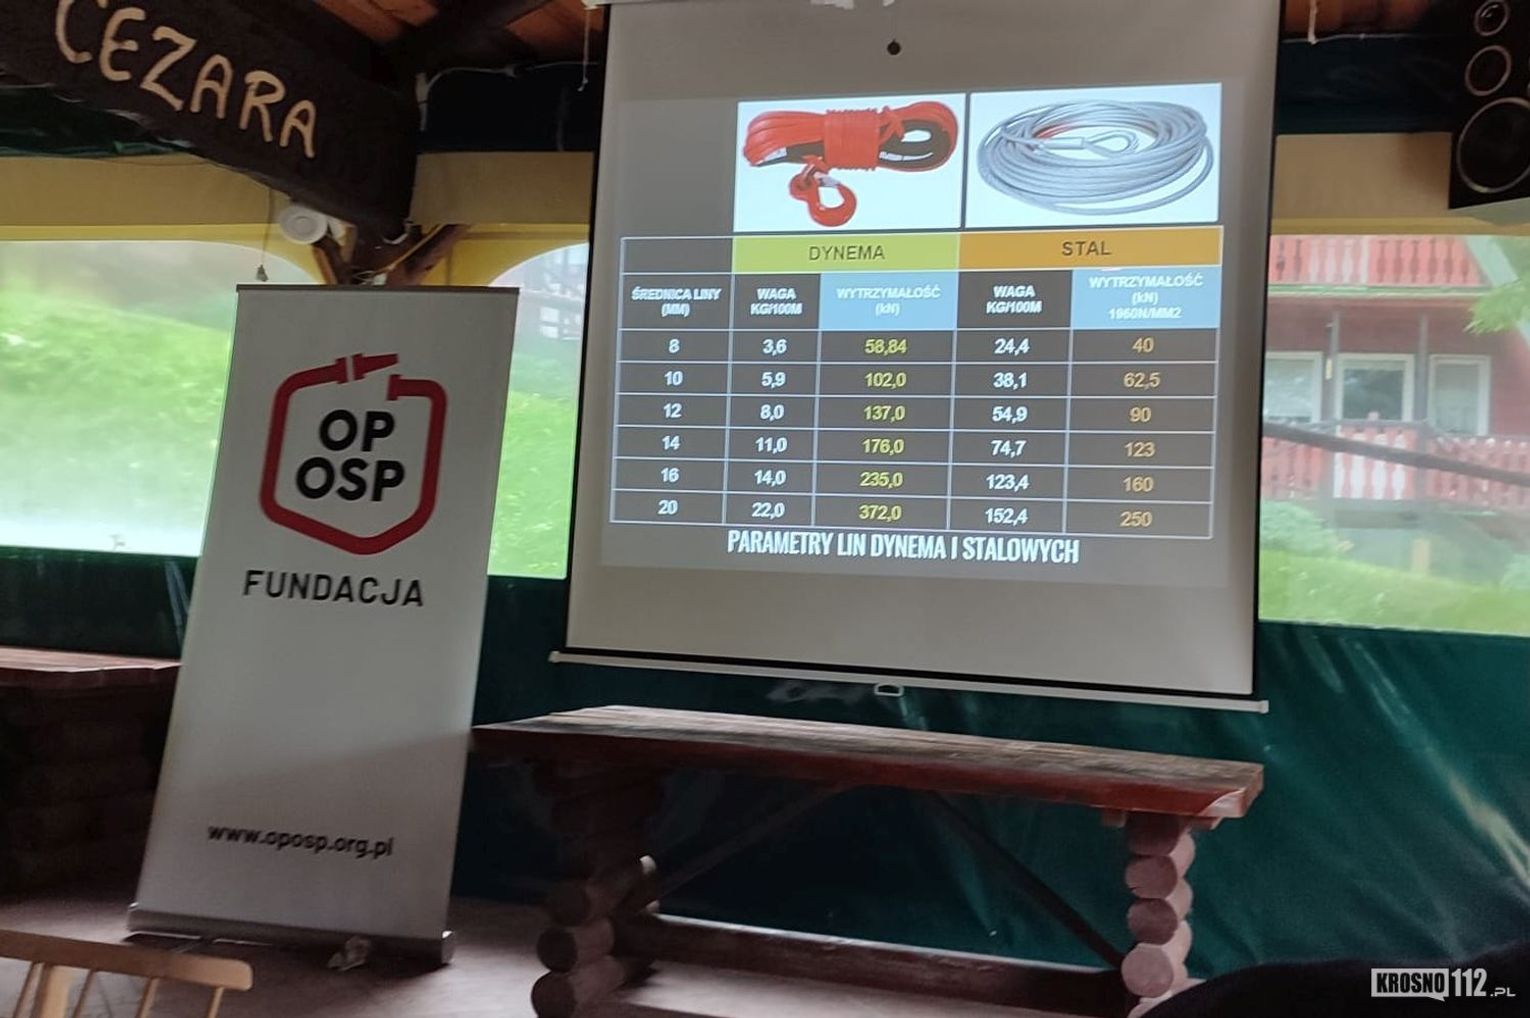 CEZARA
DYNEMA STAL
ŚREDNICA LINY (MM) WAGA KG/100M WYTRZYMAŁOŚĆ (kN) WAGA KG/100M WYTRZYMAŁOŚĆ (kN) 1960N/MM2
8 3,6 58,84 24,4 40
10 5,9 102,0 38,1 62,5
12 8,0 137,0 54,9 90
14 11,0 176,0 74,7 123
16 14,0 235,0 123,4 160
20 22,0 372,0 152,4 250
PARAMETRY LIN DYNEMA I STALOWYCH
OP
OSP
FUNDACJA
www.oposp.org.pl
KROSNO112.PL